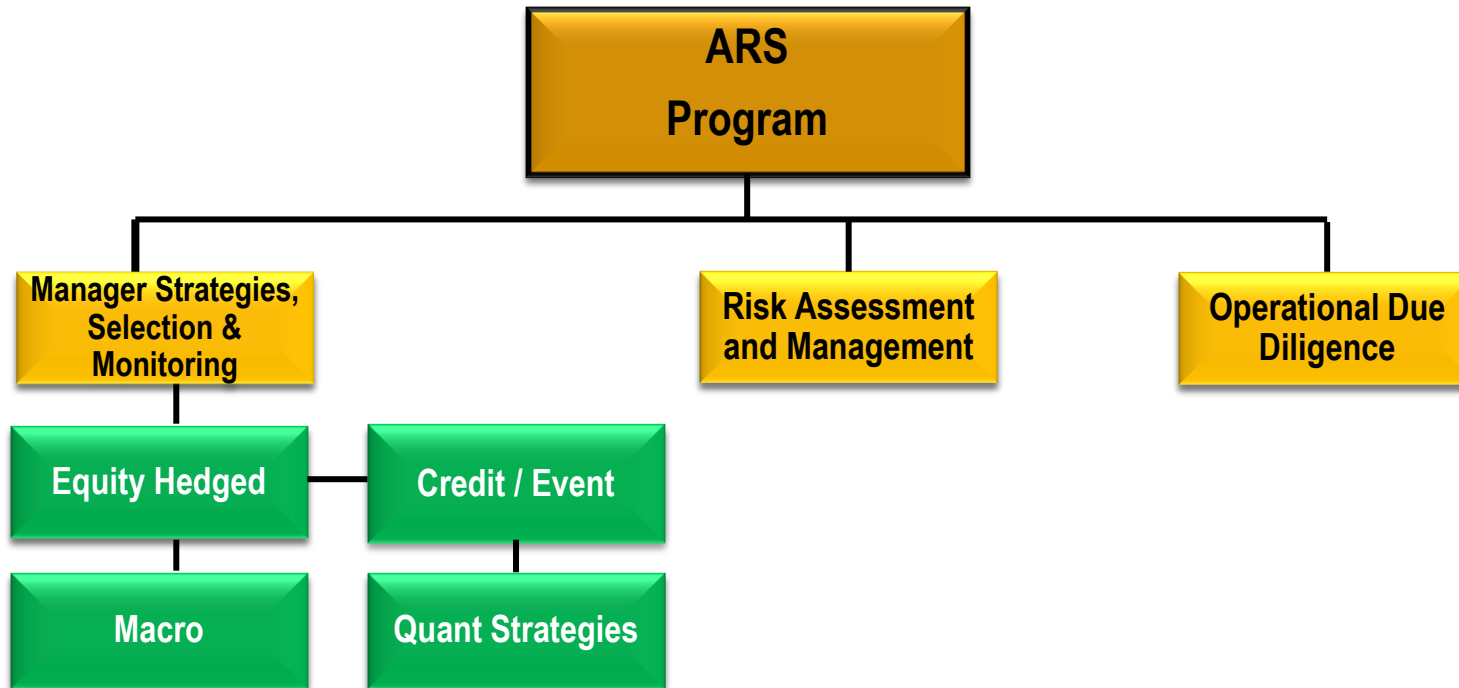 ARS
Program
Manager Strategies,
Selection &
Monitoring
Risk Assessment
and Management
Operational Due
Diligence
Equity Hedged
Credit / Event
Macro
Quant Strategies